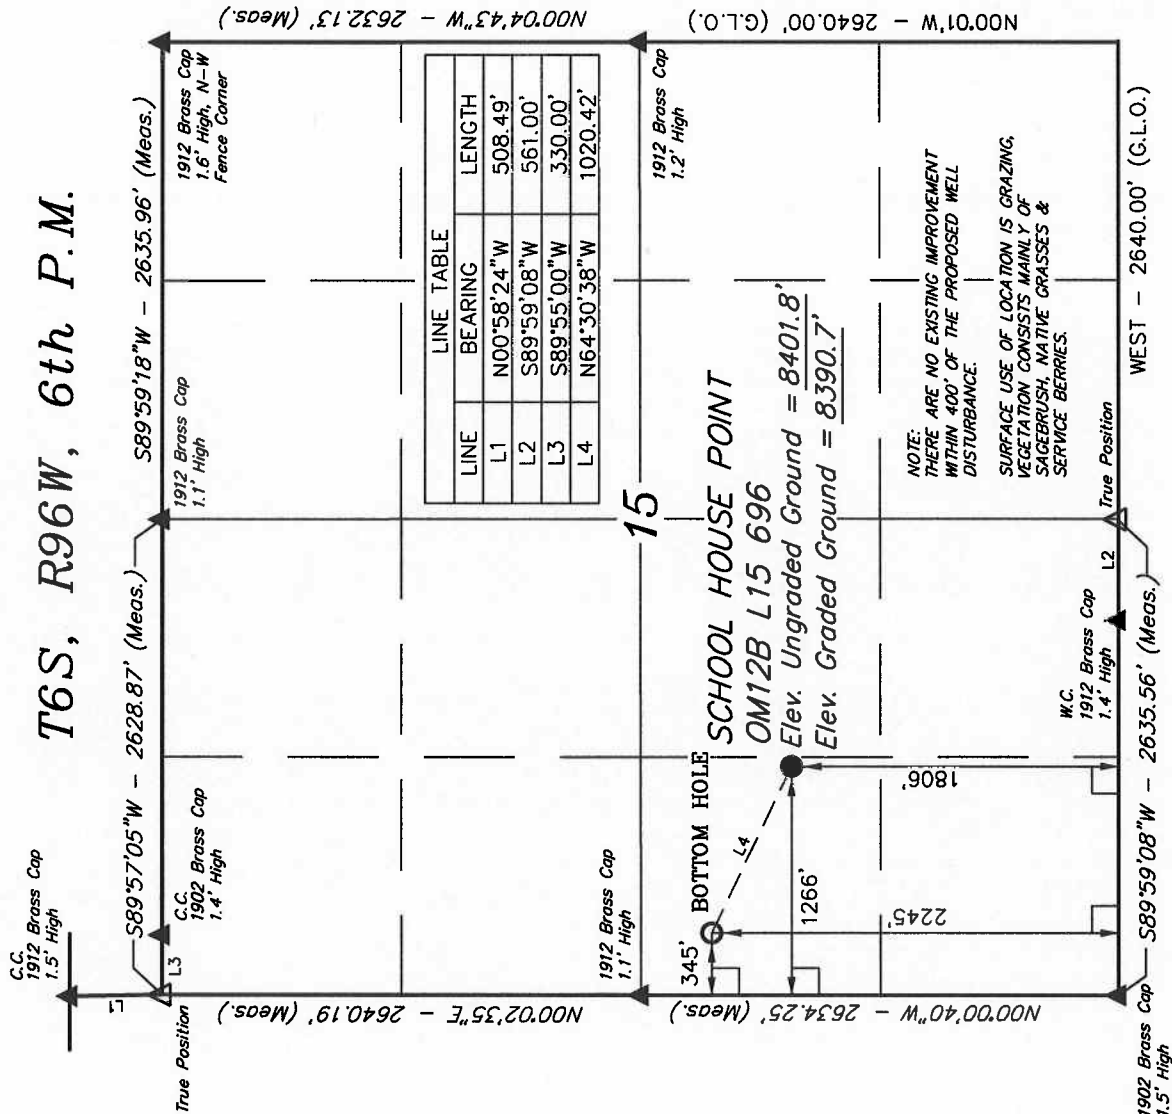 T6S, R96W, 6th P.M.
C.C.
1912 Brass Cap
1.5' High
S89°57'05"W - 2628.87' (Meas.)
S89°59'18"W - 2635.96' (Meas.)
L1
L3
True Position
C.C.
1902 Brass Cap
1.4' High
1912 Brass Cap
1.1' High
1912 Brass Cap
1.6' High, N-W
Fence Corner
N00°02'35"E - 2640.19' (Meas.)
N00°04'43"W - 2632.13' (Meas.)
LINE TABLE
LINE BEARING LENGTH
L1 N00°58'24"W 508.49'
L2 S89°59'08"W 561.00'
L3 S89°55'00"W 330.00'
L4 N64°30'38"W 1020.42'
1912 Brass Cap
1.1' High
15
1912 Brass Cap
1.2' High
BOTTOM HOLE
SCHOOL HOUSE POINT
OM12B L15 696
Elev. Ungraded Ground = 8401.8'
Elev. Graded Ground = 8390.7'
345'
L4
1266'
2245'
1806'
N00°00'40"W - 2634.25' (Meas.)
N00°01'W - 2640.00' (G.L.O.)
NOTE:
THERE ARE NO EXISTING IMPROVEMENT
WITHIN 400' OF THE PROPOSED WELL
DISTURBANCE.
SURFACE USE OF LOCATION IS GRAZING,
VEGETATION CONSISTS MAINLY OF
SAGEBRUSH, NATIVE GRASSES &
SERVICE BERRIES.
W.C.
1912 Brass Cap
1.4' High
L2
True Position
1902 Brass Cap
1.5' High
S89°59'08"W - 2635.56' (Meas.)
WEST - 2640.00' (G.L.O.)